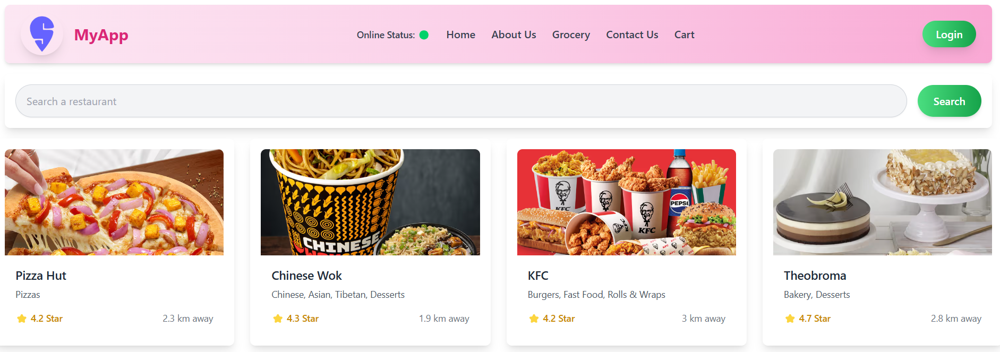 MyApp
Online Status:
Home
About Us
Grocery
Contact Us
Cart
Login
Search a restaurant
Search
CHINESE
KFC
KFC
PEPSI
KFC
Pizza Hut
Pizzas
4.2 Star
2.3 km away
Chinese Wok
Chinese, Asian, Tibetan, Desserts
4.3 Star
1.9 km away
KFC
Burgers, Fast Food, Rolls & Wraps
4.2 Star
3 km away
Theobroma
Bakery, Desserts
4.7 Star
2.8 km away